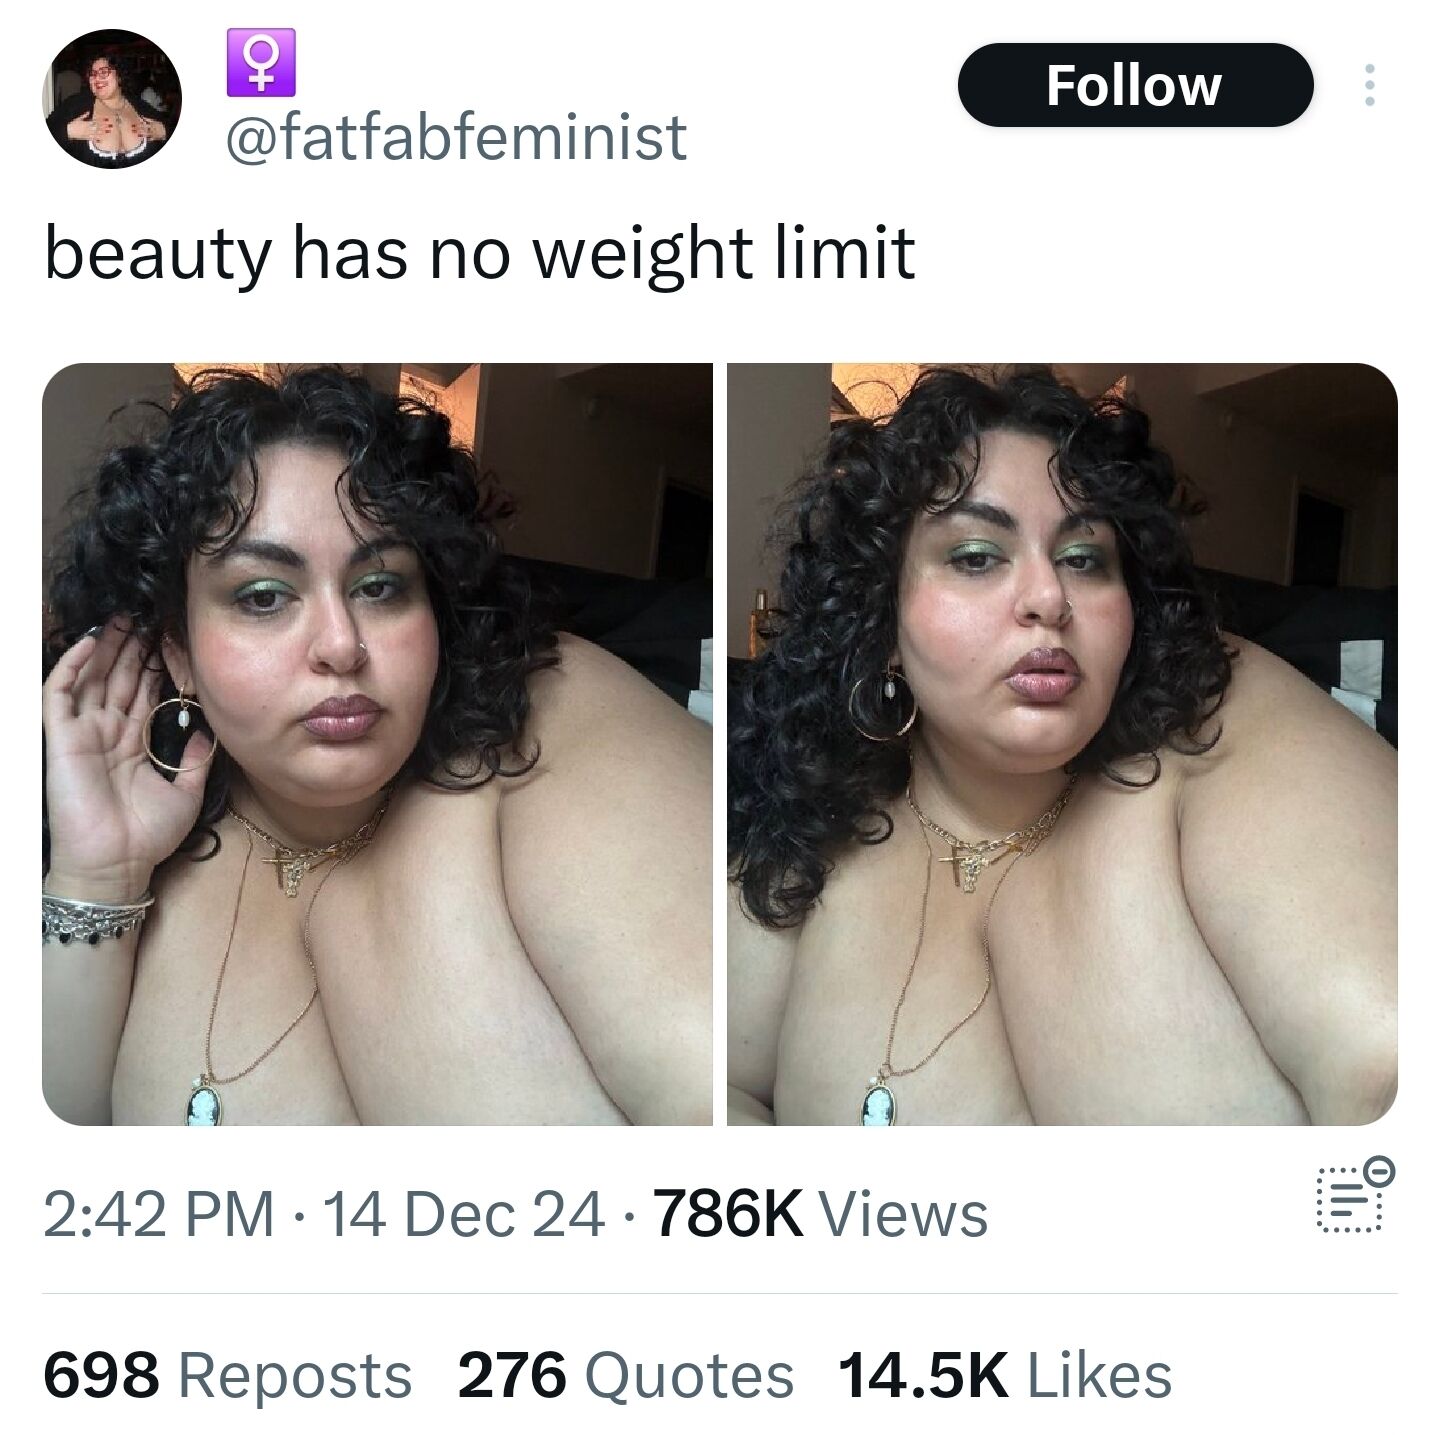 ♀
@fatfabfeminist
Follow
beauty has no weight limit
2:42 PM · 14 Dec 24 · 786K Views
698 Reposts 276 Quotes 14.5K Likes